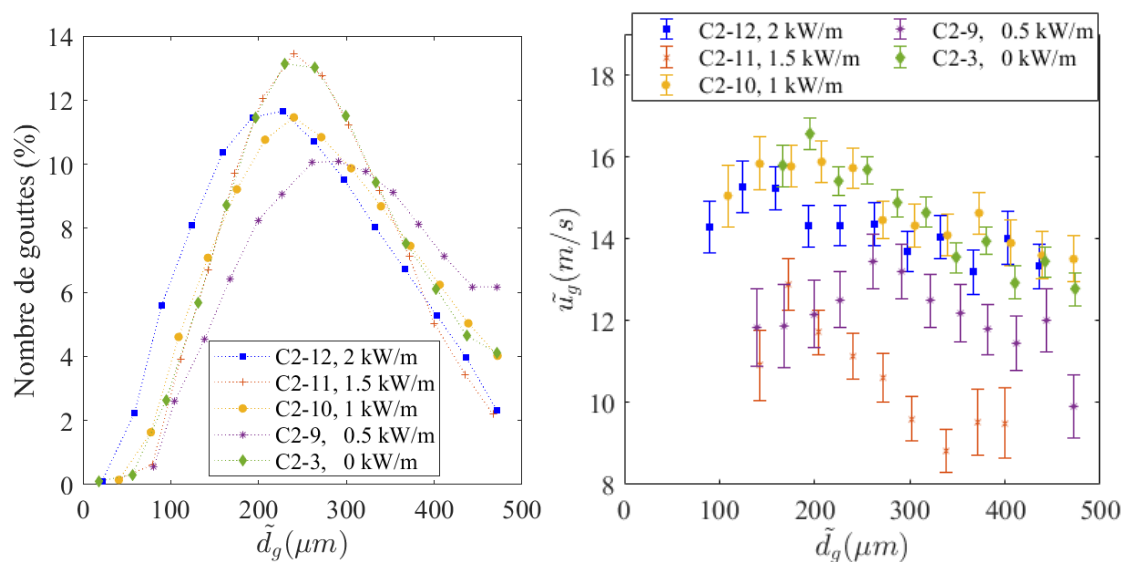 Nombre de gouttes (%)
14
12
10
8
6
4
2
0
C2-12, 2 kW/m
C2-11, 1.5 kW/m
C2-10, 1 kW/m
C2-9, 0.5 kW/m
C2-3, 0 kW/m
0 100 200 300 400 500
d̃_g(μm)
C2-12, 2 kW/m C2-9, 0.5 kW/m
C2-11, 1.5 kW/m C2-3, 0 kW/m
C2-10, 1 kW/m
ũ_g(m/s)
18
16
14
12
10
8
0 100 200 300 400 500
d̃_g(μm)